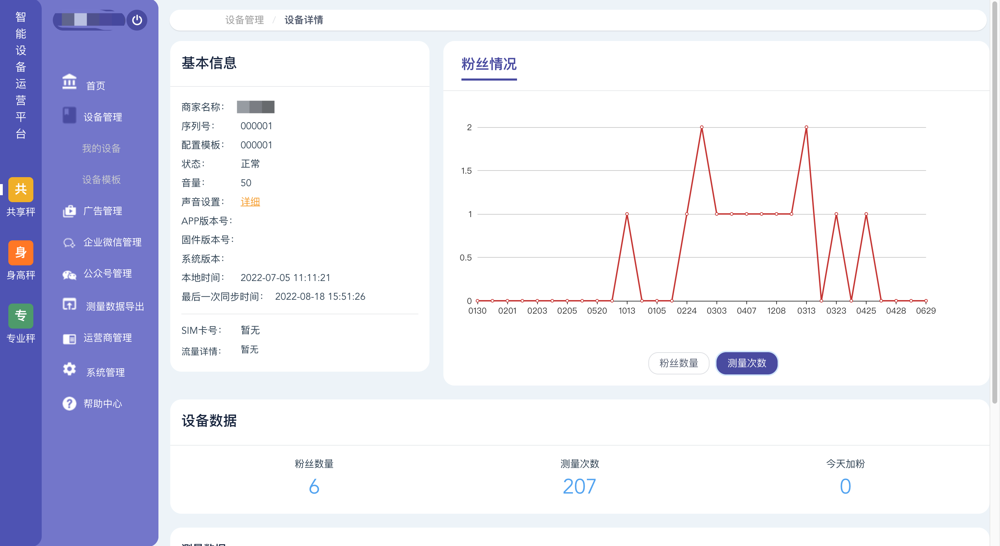 智能设备运营平台
共
共享秤
身
身高秤
专
专业秤
首页
设备管理
我的设备
设备模板
广告管理
企业微信管理
公众号管理
测量数据导出
运营商管理
系统管理
帮助中心
设备管理 / 设备详情
基本信息
商家名称：
序列号： 000001
配置模板： 000001
状态： 正常
音量： 50
声音设置： 详细
APP版本号：
固件版本号：
系统版本：
本地时间： 2022-07-05 11:11:21
最后一次同步时间： 2022-08-18 15:51:26
SIM卡号： 暂无
流量详情： 暂无
粉丝情况
2
1.5
1
0.5
0
0130 0201 0203 0205 0520 1013 0105 0224 0303 0407 1208 0313 0323 0425 0428 0629
粉丝数量 测量次数
设备数据
粉丝数量 测量次数 今天加粉
6 207 0
测量数据